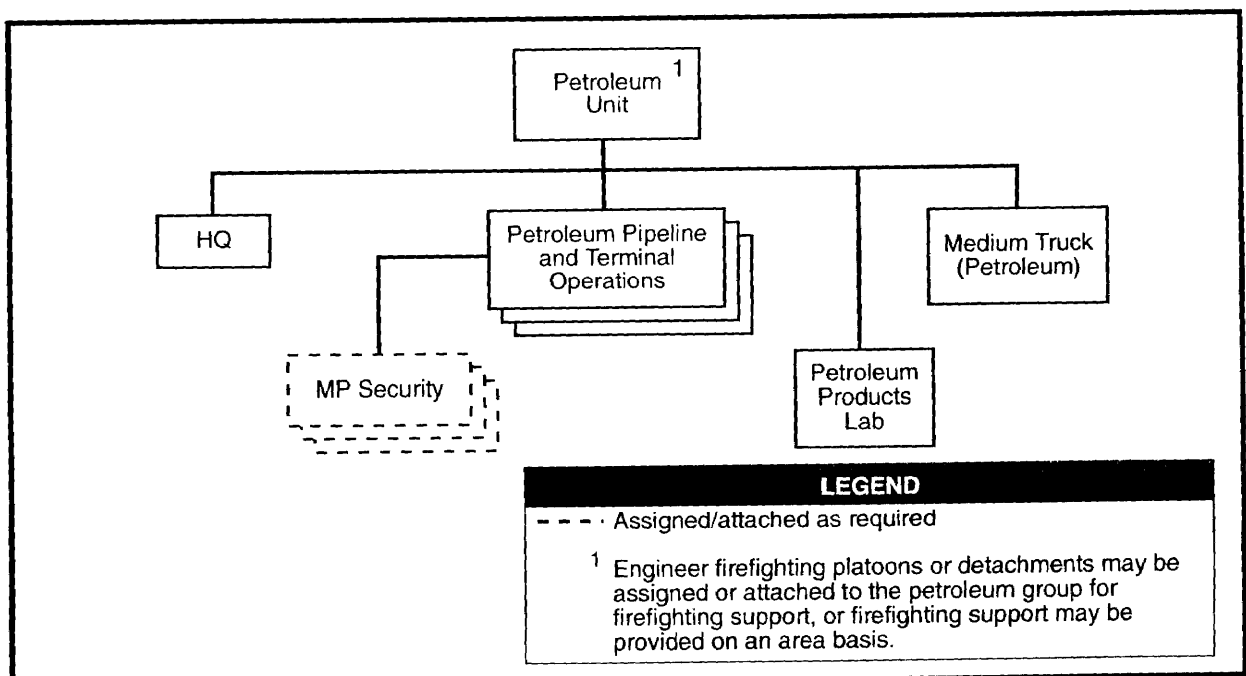 Petroleum 1
Unit
HQ
Petroleum Pipeline
and Terminal
Operations
Medium Truck
(Petroleum)
MP Security
Petroleum
Products
Lab
LEGEND
Assigned/attached as required
1 Engineer firefighting platoons or detachments may be
assigned or attached to the petroleum group for
firefighting support, or firefighting support may be
provided on an area basis.